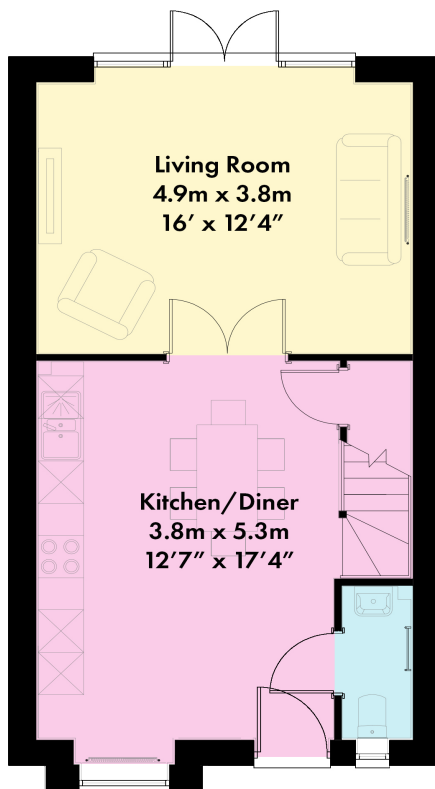 Living Room
4.9m x 3.8m
16’ x 12’4”
Kitchen/Diner
3.8m x 5.3m
12’7” x 17’4”